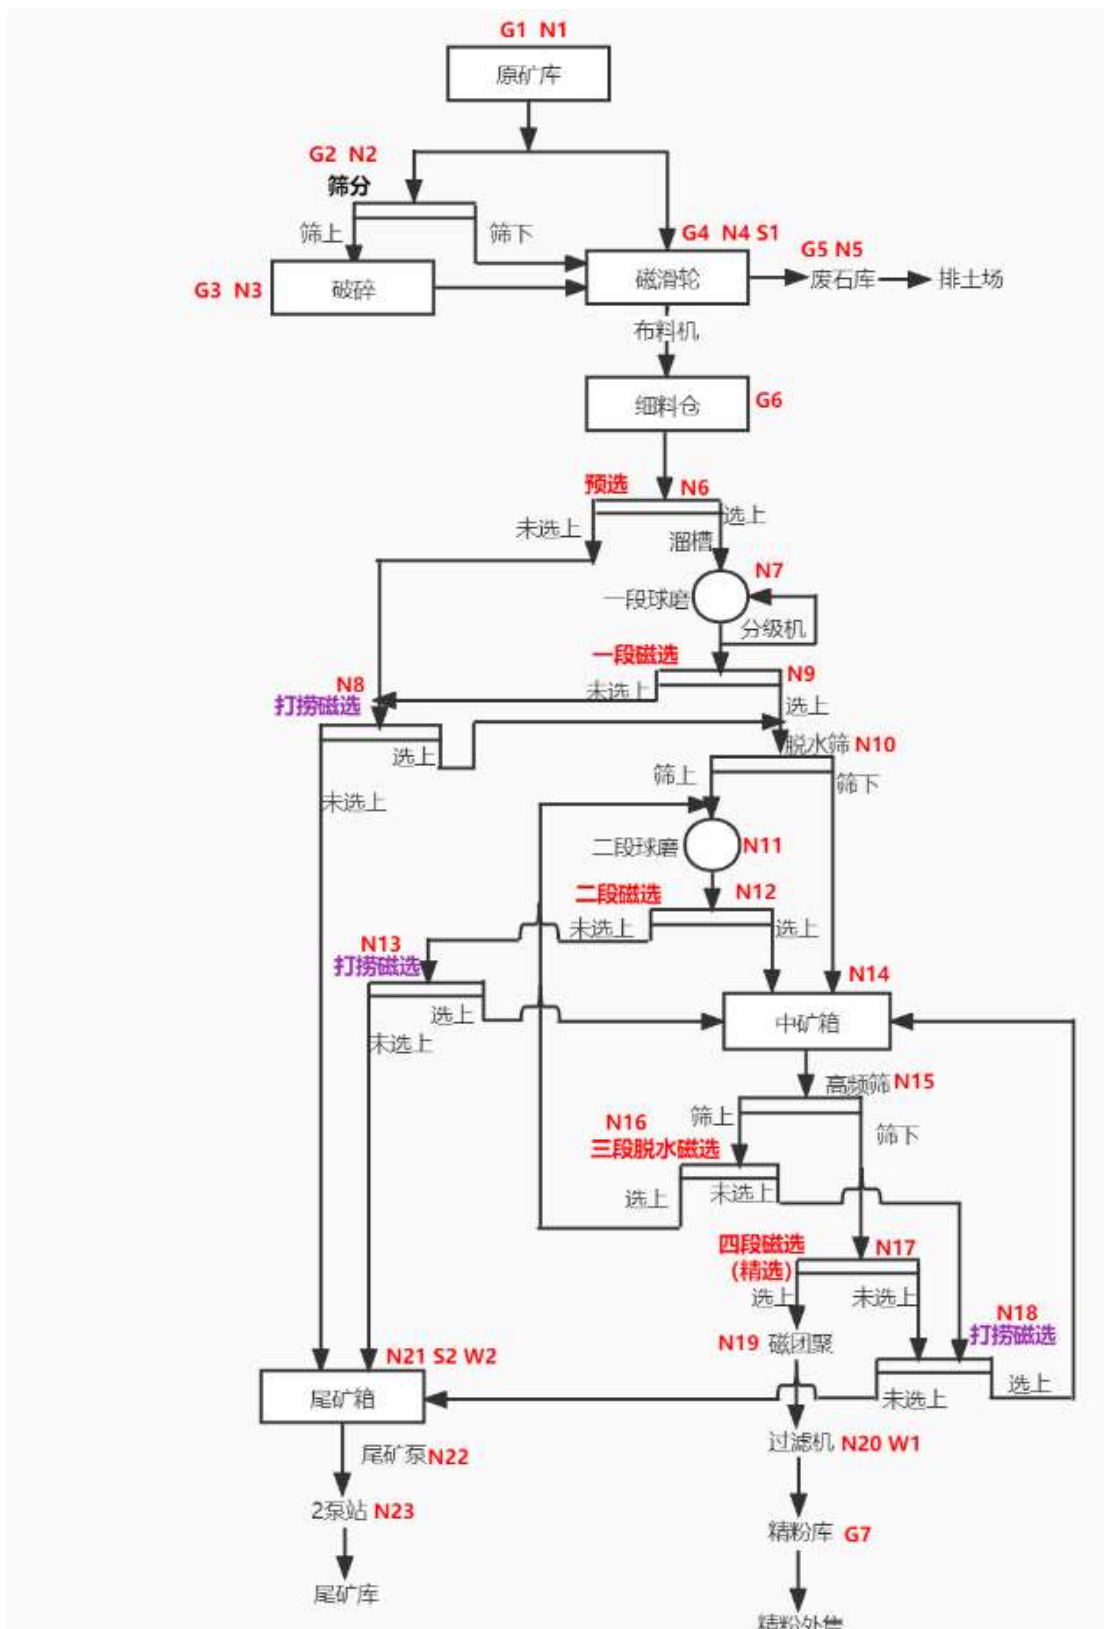 G1 N1
原矿库
G2 N2
筛分
筛上
筛下
G3 N3
破碎
G4 N4 S1
磁滑轮
G5 N5
废石库
排土场
布料机
细料仓
G6
预选
N6
未选上
选上
溜槽
N7
一段球磨
分级机
一段磁选
N9
未选上
选上
N8
打捞磁选
选上
未选上
脱水筛 N10
筛上
筛下
二段球磨
N11
二段磁选
N12
未选上
选上
N13
打捞磁选
选上
未选上
N14
中矿箱
高频筛 N15
筛上
筛下
N16
三段脱水磁选
选上
未选上
四段磁选
（精选）
N17
选上
未选上
N18
打捞磁选
选上
未选上
N19 磁团聚
N21 S2 W2
尾矿箱
尾矿泵 N22
过滤机 N20 W1
2泵站 N23
精粉库 G7
尾矿库
精粉外售